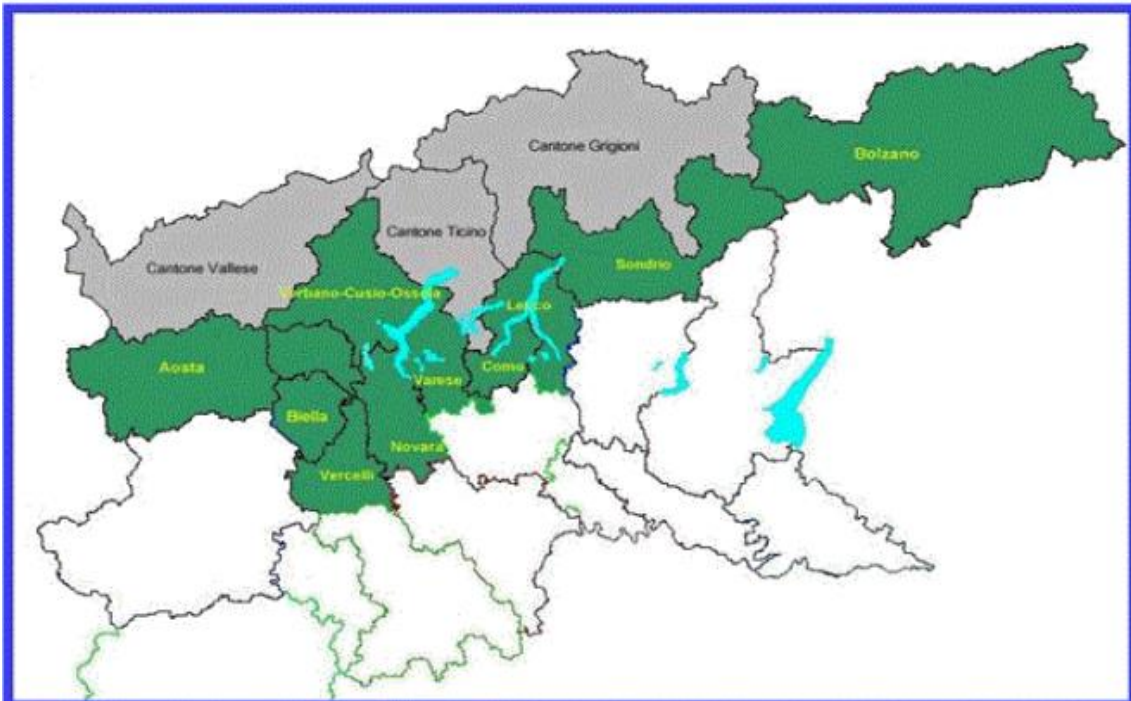 Cantone Grigioni
Bolzano
Cantone Ticino
Cantone Vallese
Sondrio
Verbano-Cusio-Ossola
Lecco
Aosta
Como
Varese
Biella
Novara
Vercelli